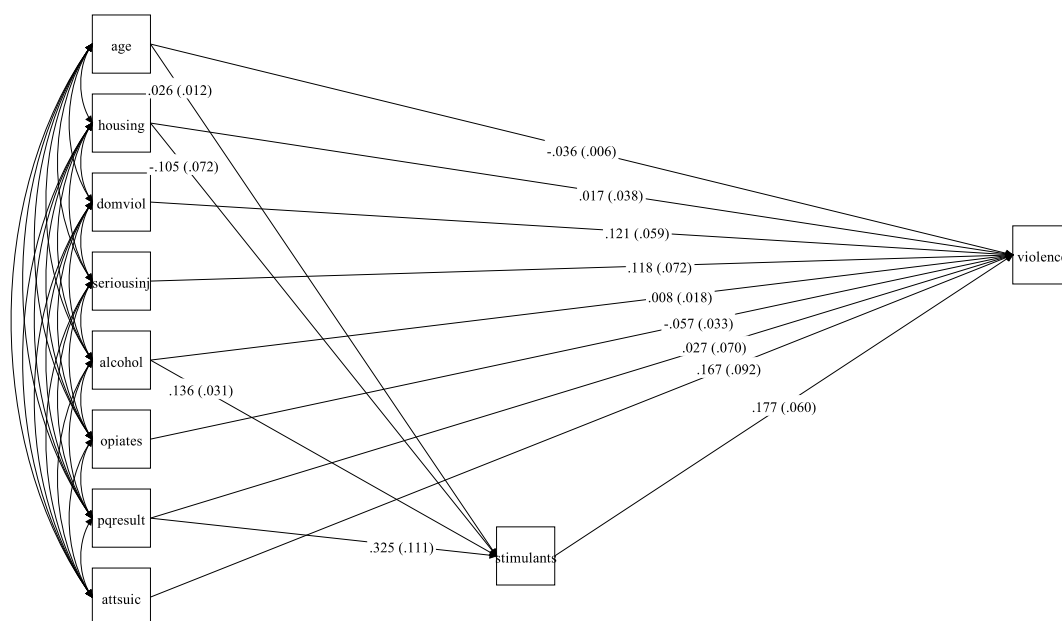 age
.026 (.012)
housing
-.036 (.006)
-.105 (.072)
.017 (.038)
domviol
.121 (.059)
violence
seriousinj
.118 (.072)
.008 (.018)
alcohol
-.057 (.033)
.027 (.070)
.136 (.031)
.167 (.092)
.177 (.060)
opiates
pqresult
.325 (.111)
stimulants
attsuic